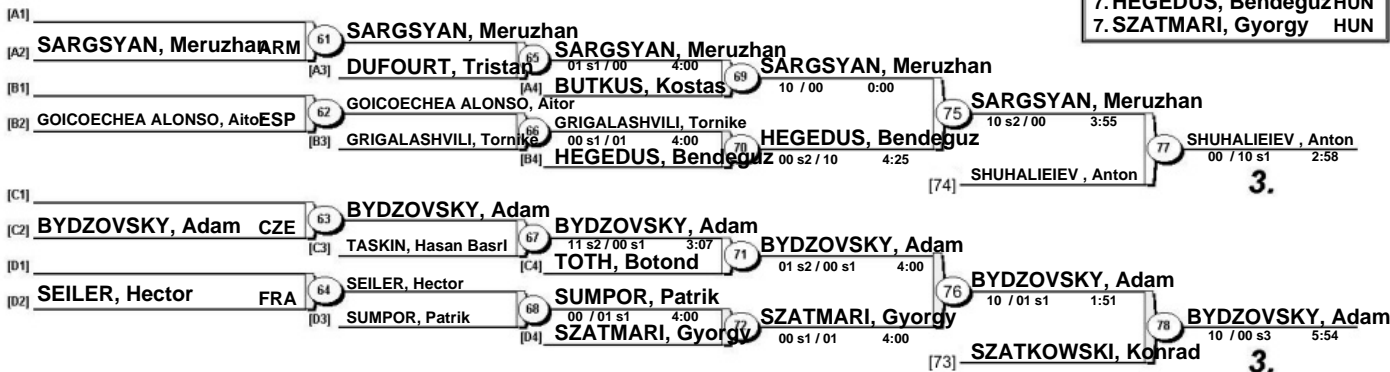 7. HEGEDUS, Bendeguz HUN
7. SZATMARI, Gyorgy HUN
[A1]
[A2] SARGSYAN, Meruzhan ARM 61 SARGSYAN, Meruzhan
[A3] DUFOURT, Tristan 65 SARGSYAN, Meruzhan
01 s1 / 00 4:00
[A4] BUTKUS, Kostas 69 SARGSYAN, Meruzhan
10 / 00 0:00
[B1]
[B2] GOICOECHEA ALONSO, Aitor ESP 62 GOICOECHEA ALONSO, Aitor
[B3] GRIGALASHVILI, Tornike 66 GRIGALASHVILI, Tornike
00 s1 / 01 4:00
[B4] HEGEDUS, Bendeguz 70 HEGEDUS, Bendeguz
00 s2 / 10 4:25
75 SARGSYAN, Meruzhan
10 s2 / 00 3:55
[74] SHUHALIEIEV , Anton 77 SHUHALIEIEV , Anton
00 / 10 s1 2:58
3.
[C1]
[C2] BYDZOVSKY, Adam CZE 63 BYDZOVSKY, Adam
[C3] TASKIN, Hasan Basrl 67 BYDZOVSKY, Adam
11 s2 / 00 s1 3:07
[C4] TOTH, Botond 71 BYDZOVSKY, Adam
01 s2 / 00 s1 4:00
[D1]
[D2] SEILER, Hector FRA 64 SEILER, Hector
[D3] SUMPOR, Patrik 68 SUMPOR, Patrik
00 / 01 s1 4:00
[D4] SZATMARI, Gyorgy 72 SZATMARI, Gyorgy
00 s1 / 01 4:00
76 BYDZOVSKY, Adam
10 / 01 s1 1:51
[73] SZATKOWSKI, Konrad 78 BYDZOVSKY, Adam
10 / 00 s3 5:54
3.